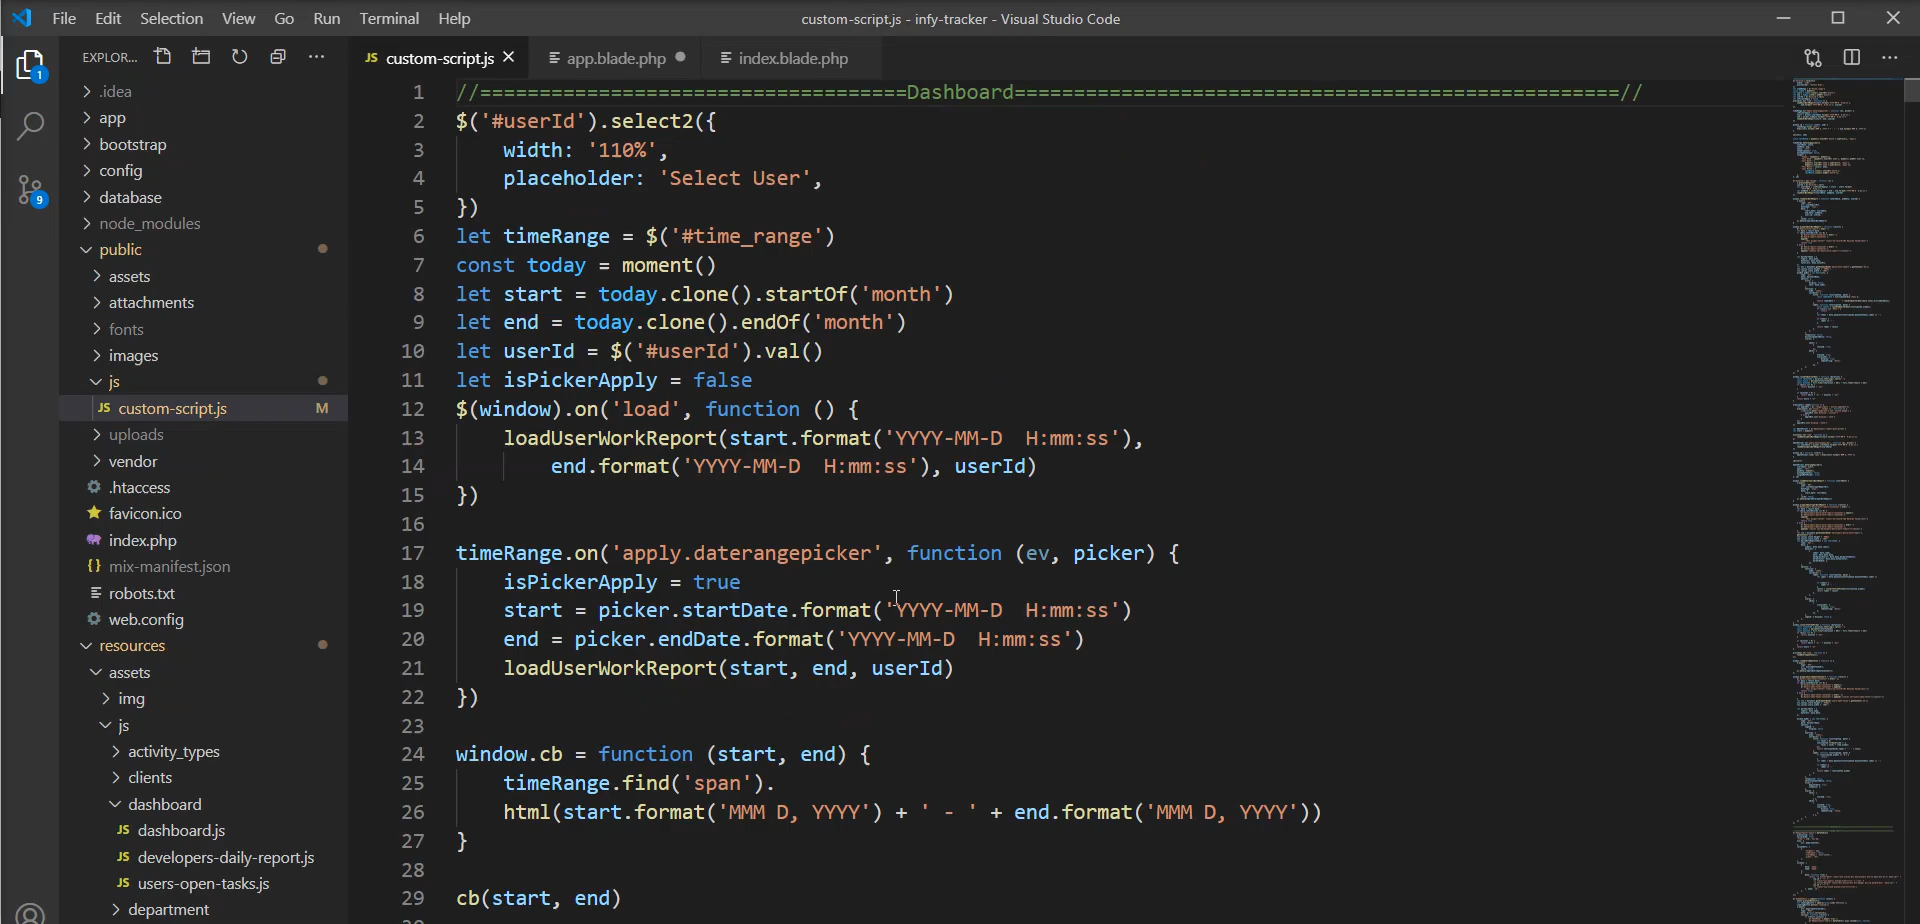 File Edit Selection View Go Run Terminal Help
custom-script.js - infy-tracker - Visual Studio Code
EXPLOR...
JS custom-script.js
app.blade.php
index.blade.php
1
9
.idea
app
bootstrap
config
database
node_modules
public
assets
attachments
fonts
images
js
JS custom-script.js M
uploads
vendor
.htaccess
favicon.ico
index.php
{} mix-manifest.json
robots.txt
web.config
resources
assets
img
js
activity_types
clients
dashboard
JS dashboard.js
JS developers-daily-report.js
JS users-open-tasks.js
department
1 //====================================Dashboard===================================================//
2 $('#userId').select2({
3     width: '110%',
4     placeholder: 'Select User',
5 })
6 let timeRange = $('#time_range')
7 const today = moment()
8 let start = today.clone().startOf('month')
9 let end = today.clone().endOf('month')
10 let userId = $('#userId').val()
11 let isPickerApply = false
12 $(window).on('load', function () {
13     loadUserWorkReport(start.format('YYYY-MM-D  H:mm:ss'),
14         end.format('YYYY-MM-D  H:mm:ss'), userId)
15 })
16
17 timeRange.on('apply.daterangepicker', function (ev, picker) {
18     isPickerApply = true
19     start = picker.startDate.format('YYYY-MM-D  H:mm:ss')
20     end = picker.endDate.format('YYYY-MM-D  H:mm:ss')
21     loadUserWorkReport(start, end, userId)
22 })
23
24 window.cb = function (start, end) {
25     timeRange.find('span').
26     html(start.format('MMM D, YYYY') + ' - ' + end.format('MMM D, YYYY'))
27 }
28
29 cb(start, end)